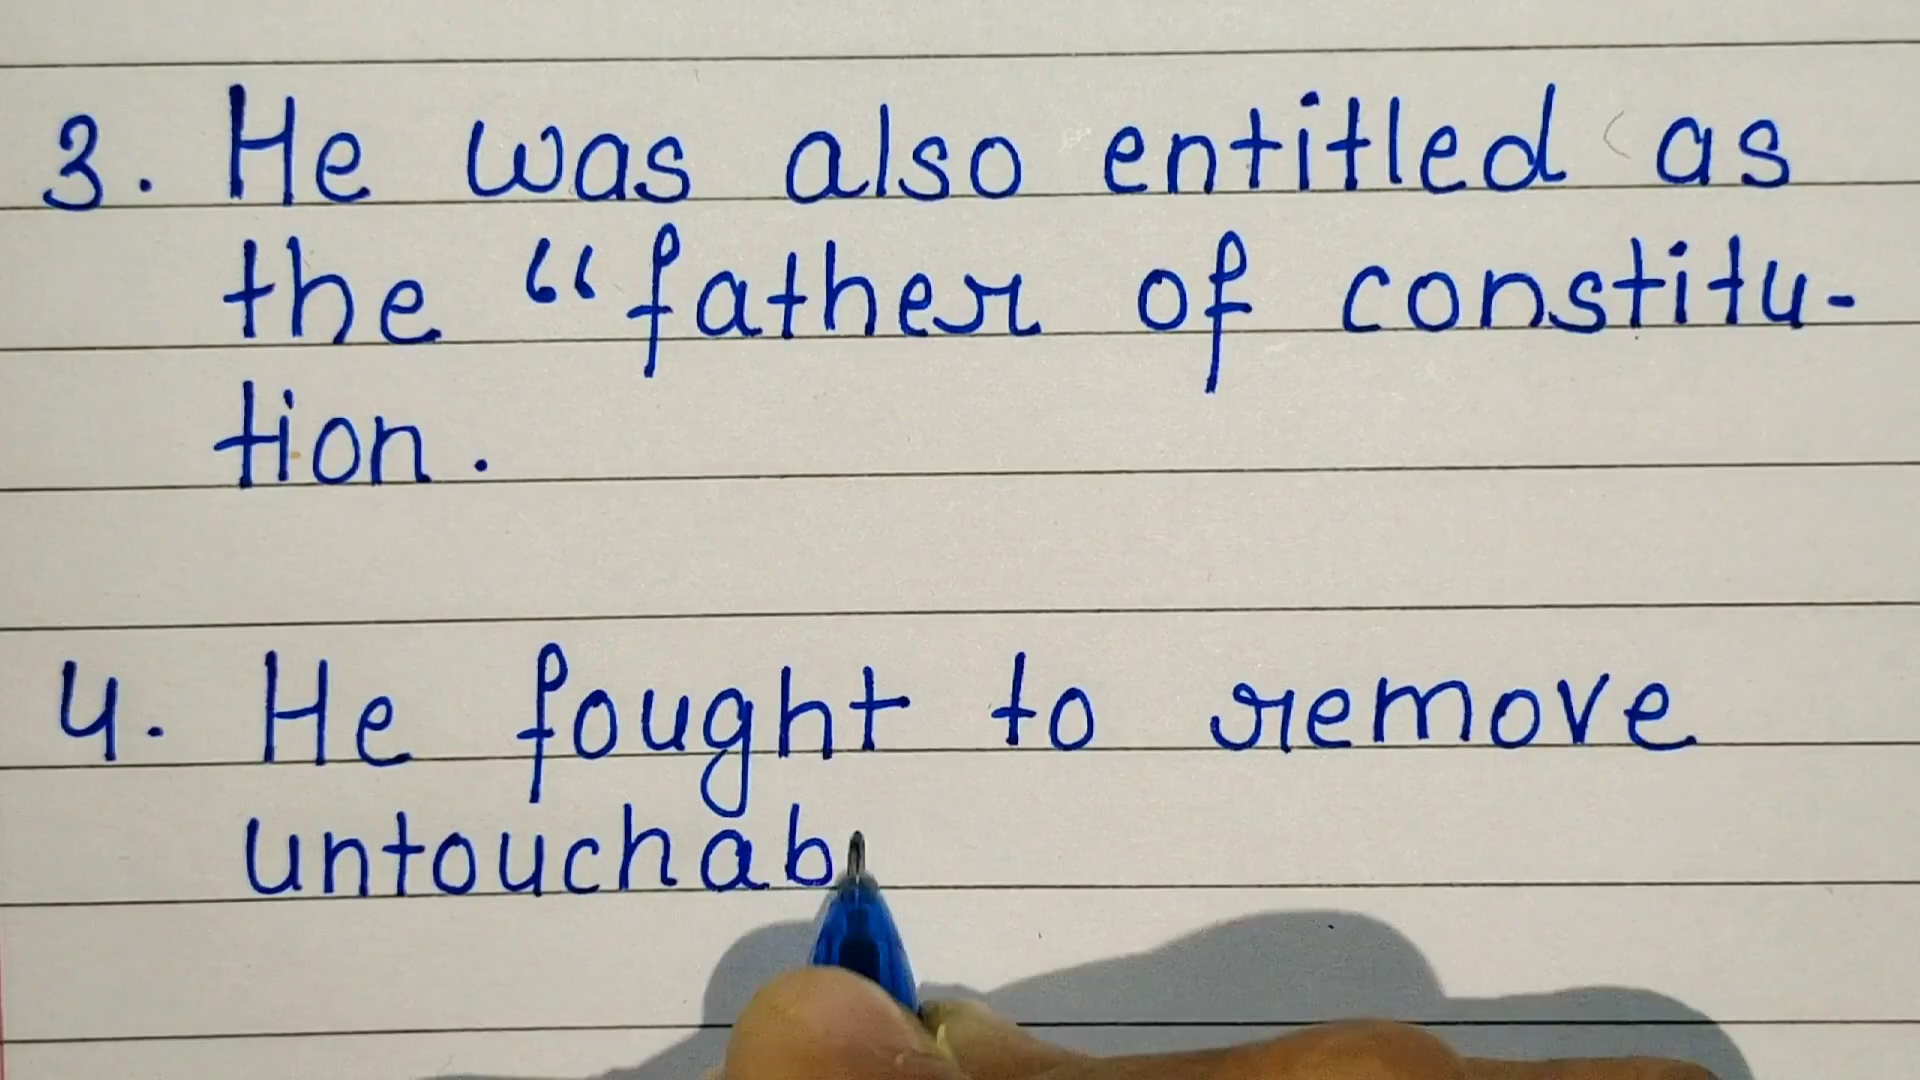 3. He was also entitled as
the “father of constitu-
tion.
4. He fought to remove
untouchab